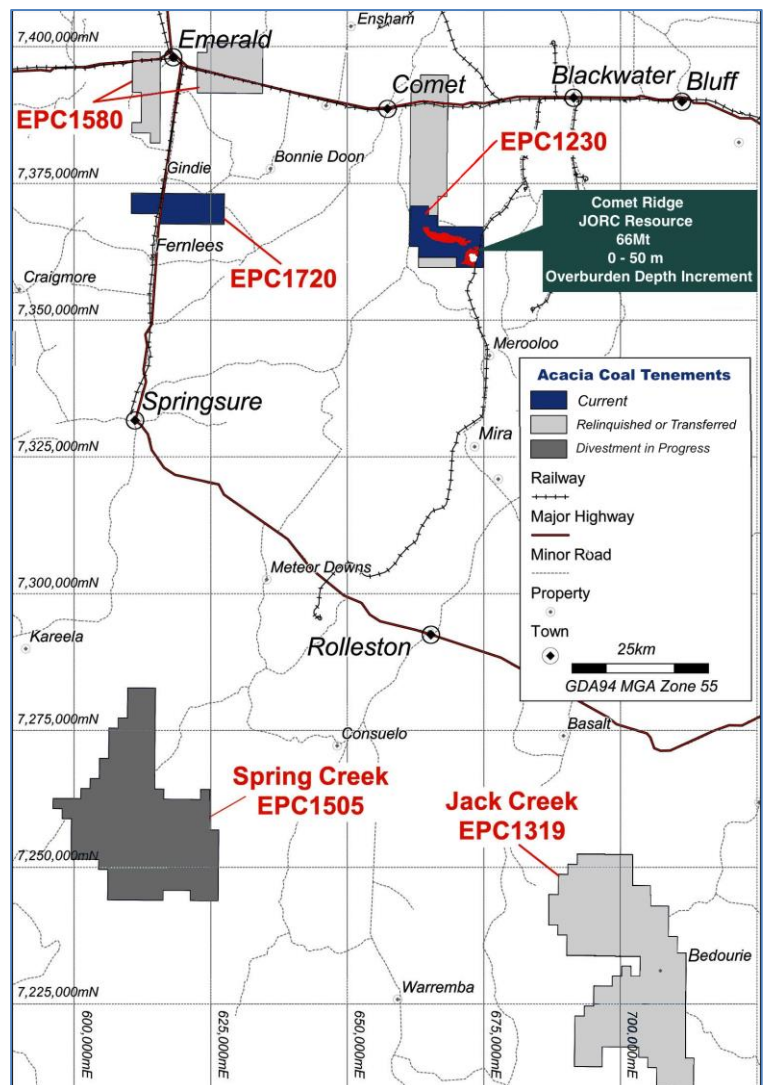 Ensham
7,400,000mN
Emerald
Comet
Blackwater
Bluff
EPC1580
EPC1230
Bonnie Doon
Gindie
7,375,000mN
Comet Ridge
JORC Resource
66Mt
0 - 50 m
Overburden Depth Increment
Fernlees
EPC1720
Craigmore
7,350,000mN
Merooloo
Acacia Coal Tenements
Current
Relinquished or Transferred
Divestment in Progress
Railway
Major Highway
Minor Road
Property
Town
25km
GDA94 MGA Zone 55
Springsure
Mira
7,325,000mN
Meteor Downs
7,300,000mN
Kareela
Rolleston
7,275,000mN
Consuelo
Basalt
Spring Creek
EPC1505
Jack Creek
EPC1319
7,250,000mN
Bedourie
Warremba
7,225,000mN
600,000mE
625,000mE
650,000mE
675,000mE
700,000mE